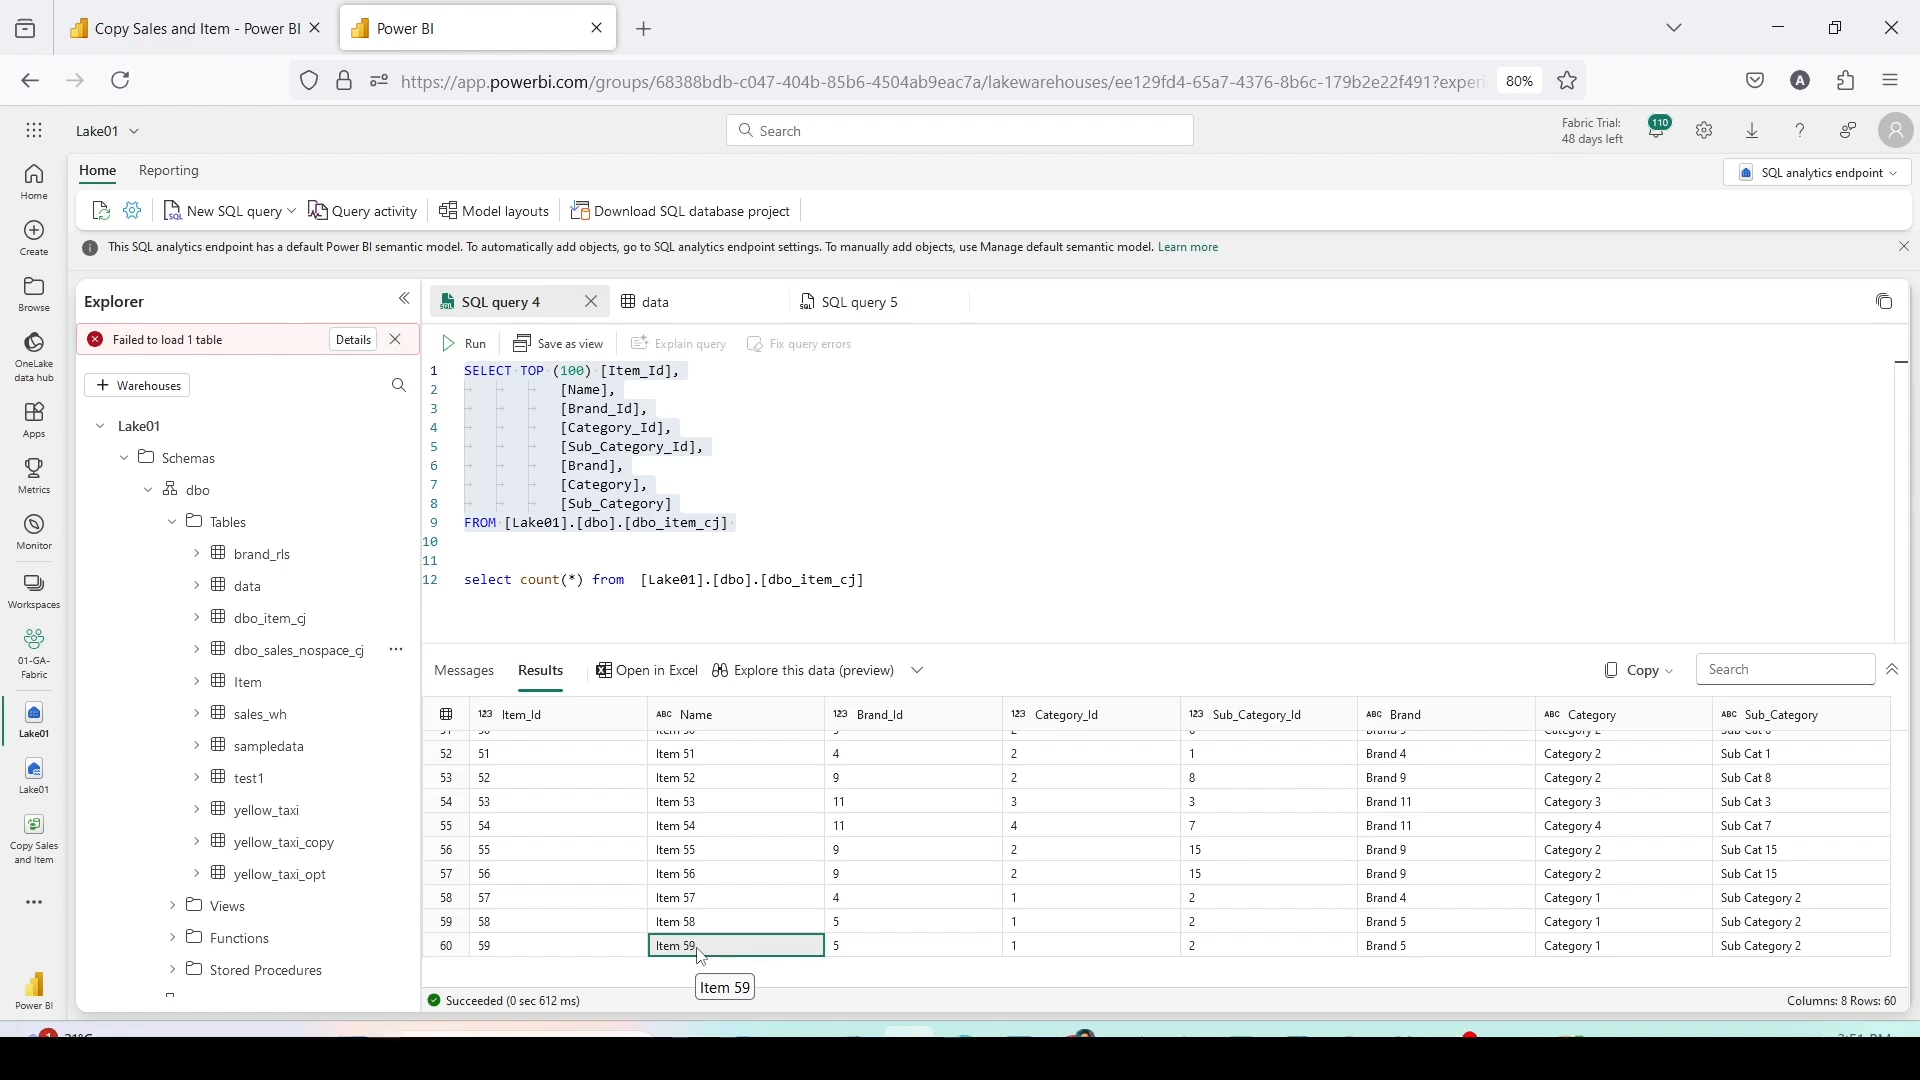 Copy Sales and Item - Power BI
Power BI
https://app.powerbi.com/groups/68388bdb-c047-404b-85b6-4504ab9eac7a/lakewarehouses/ee129fd4-65a7-4376-8b6c-179b2e22f491?experi
80%
A
Lake01
Search
Fabric Trial:
48 days left
110
Home
Reporting
SQL analytics endpoint
New SQL query
Query activity
Model layouts
Download SQL database project
This SQL analytics endpoint has a default Power BI semantic model. To automatically add objects, go to SQL analytics endpoint settings. To manually add objects, use Manage default semantic model. Learn more
Home
Create
Browse
OneLake
data hub
Apps
Metrics
Monitor
Workspaces
01-GA-
Fabric
Lake01
Lake01
Copy Sales
and Item
Power BI
Explorer
Failed to load 1 table
Details
Warehouses
Lake01
Schemas
dbo
Tables
brand_rls
data
dbo_item_cj
dbo_sales_nospace_cj
Item
sales_wh
sampledata
test1
yellow_taxi
yellow_taxi_copy
yellow_taxi_opt
Views
Functions
Stored Procedures
SQL query 4
data
SQL query 5
Run
Save as view
Explain query
Fix query errors
1 SELECT TOP (100) [Item_Id],
2 [Name],
3 [Brand_Id],
4 [Category_Id],
5 [Sub_Category_Id],
6 [Brand],
7 [Category],
8 [Sub_Category]
9 FROM [Lake01].[dbo].[dbo_item_cj]
10
11
12 select count(*) from [Lake01].[dbo].[dbo_item_cj]
Messages
Results
Open in Excel
Explore this data (preview)
Copy
Search
123 Item_Id ABC Name 123 Brand_Id 123 Category_Id 123 Sub_Category_Id ABC Brand ABC Category ABC Sub_Category
52 51 Item 51 4 2 1 Brand 4 Category 2 Sub Cat 1
53 52 Item 52 9 2 8 Brand 9 Category 2 Sub Cat 8
54 53 Item 53 11 3 3 Brand 11 Category 3 Sub Cat 3
55 54 Item 54 11 4 7 Brand 11 Category 4 Sub Cat 7
56 55 Item 55 9 2 15 Brand 9 Category 2 Sub Cat 15
57 56 Item 56 9 2 15 Brand 9 Category 2 Sub Cat 15
58 57 Item 57 4 1 2 Brand 4 Category 1 Sub Category 2
59 58 Item 58 5 1 2 Brand 5 Category 1 Sub Category 2
60 59 Item 59 5 1 2 Brand 5 Category 1 Sub Category 2
Item 59
Succeeded (0 sec 612 ms)
Columns: 8 Rows: 60